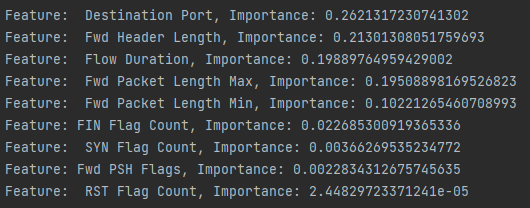 Feature:  Destination Port, Importance: 0.2621317230741302
Feature:  Fwd Header Length, Importance: 0.21301308051759693
Feature:  Flow Duration, Importance: 0.19889764959429002
Feature:  Fwd Packet Length Max, Importance: 0.19508898169526823
Feature:  Fwd Packet Length Min, Importance: 0.10221265460708993
Feature: FIN Flag Count, Importance: 0.022685300919365336
Feature:  SYN Flag Count, Importance: 0.00366269535234772
Feature: Fwd PSH Flags, Importance: 0.0022834312675745635
Feature:  RST Flag Count, Importance: 2.44829723371241e-05